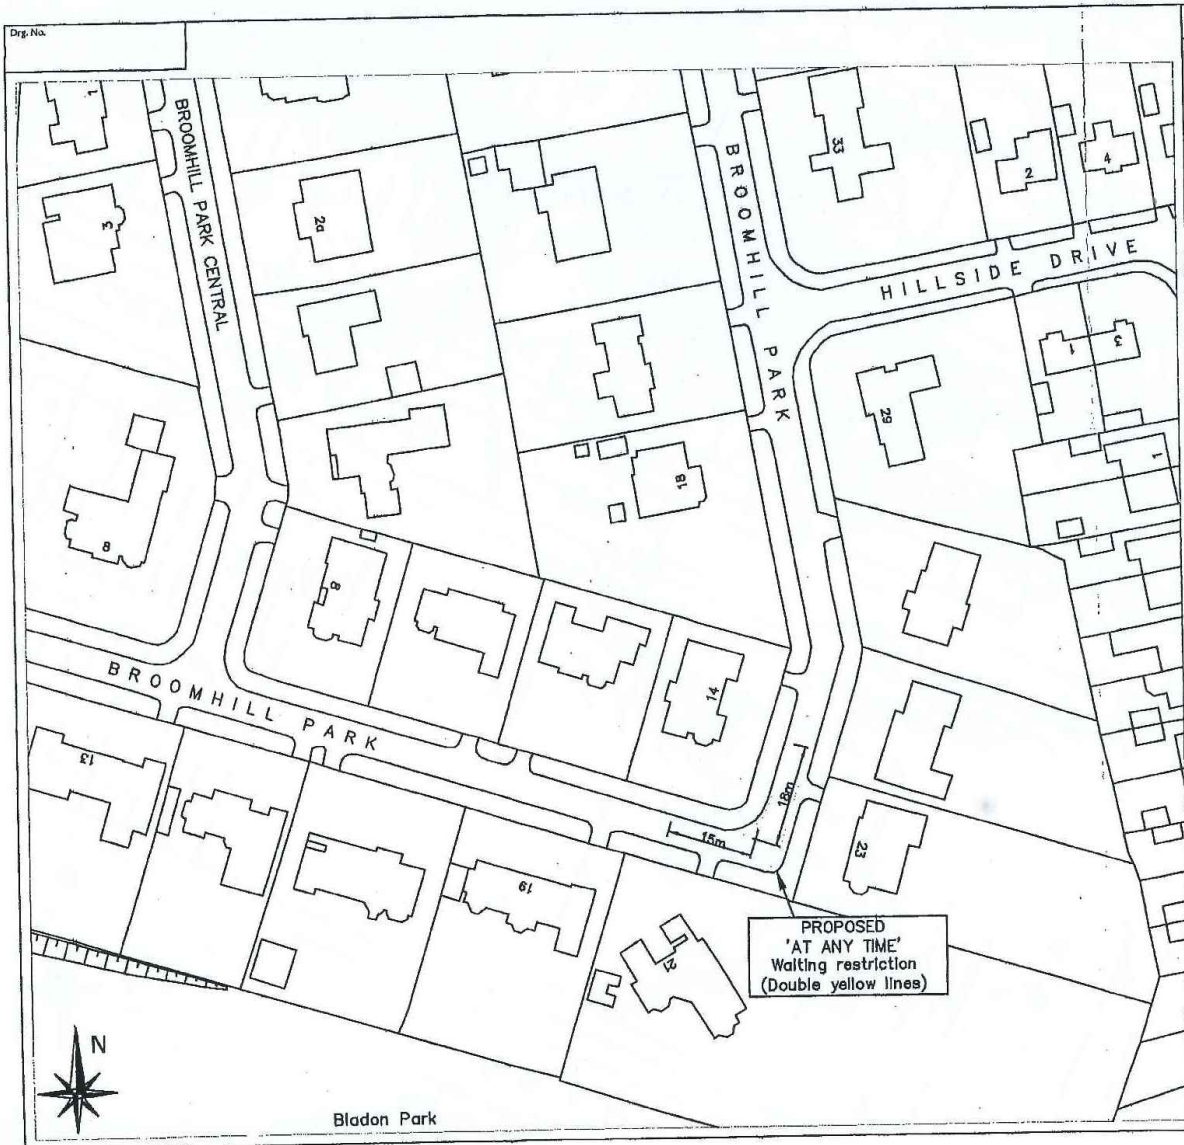 Drg. No.
BROOMHILL PARK CENTRAL
3
2a
BROOMHILL PARK
33
2
4
HILLSIDE DRIVE
1
3
29
1
18
8
8
14
BROOMHILL PARK
13
18m
15m
23
19
PROPOSED
'AT ANY TIME'
Waiting restriction
(Double yellow lines)
21
N
Bladon Park